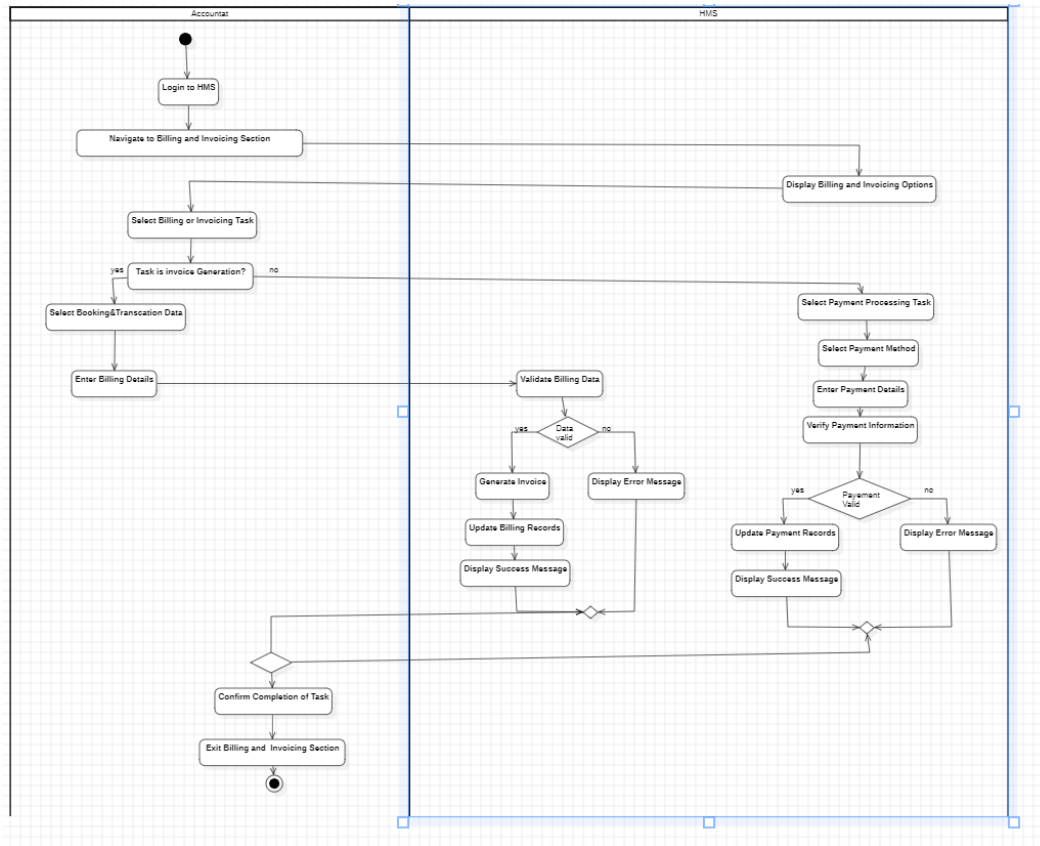 Accountat
HMS
Login to HMS
Navigate to Billing and Invoicing Section
Display Billing and Invoicing Options
Select Billing or Invoicing Task
yes
Task is invoice Generation?
no
Select Booking&Transcation Data
Select Payment Processing Task
Select Payment Method
Enter Billing Details
Validate Billing Data
Enter Payment Details
Verify Payment Information
yes
Data
valid
no
Generate Invoice
Display Error Message
yes
Payement
Valid
no
Update Billing Records
Update Payment Records
Display Error Message
Display Success Message
Display Success Message
Confirm Completion of Task
Exit Billing and  Invoicing Section